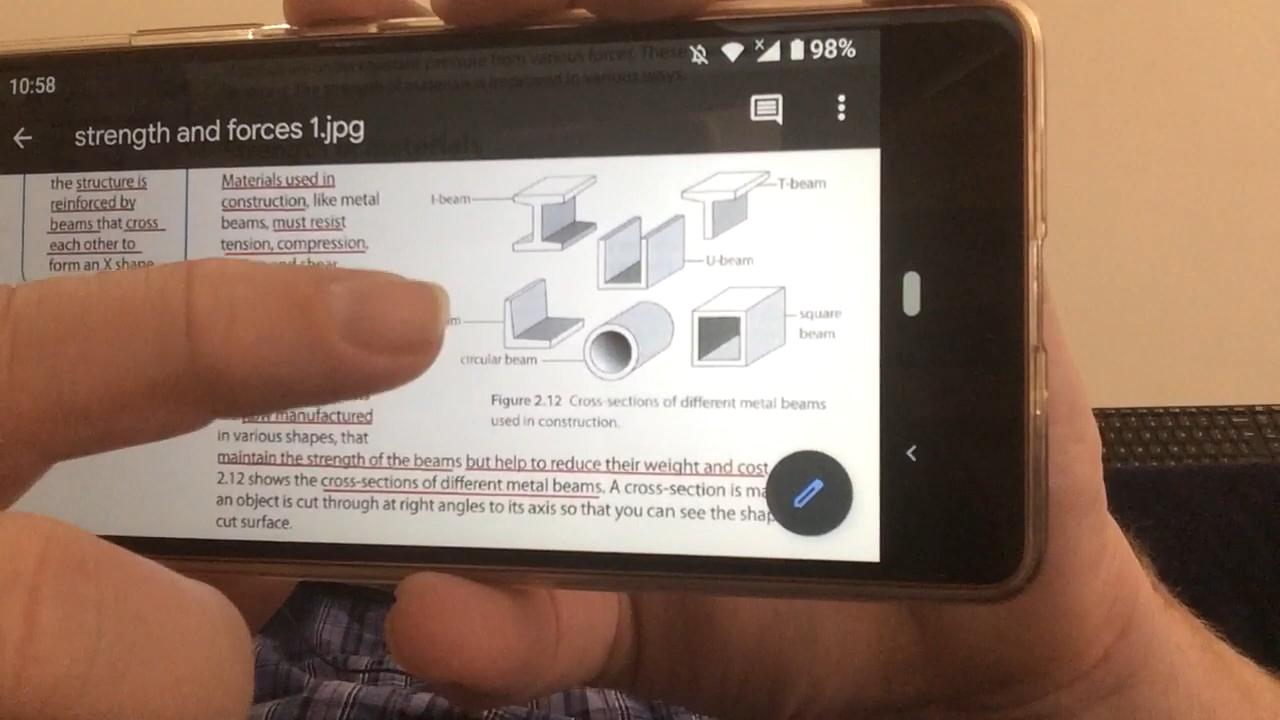 10:58
98%
strength and forces 1.jpg
the structure is
reinforced by
beams that cross
each other to
form an X shape
Materials used in
construction, like metal
beams, must resist
tension, compression,
and shear
manufactured
in various shapes, that
maintain the strength of the beams but help to reduce their weight and cost
2.12 shows the cross-sections of different metal beams. A cross-section is
an object is cut through at right angles to its axis so that you can see the
cut surface.
I-beam
T-beam
U-beam
square
beam
circular beam
Figure 2.12 Cross-sections of different metal beams
used in construction.